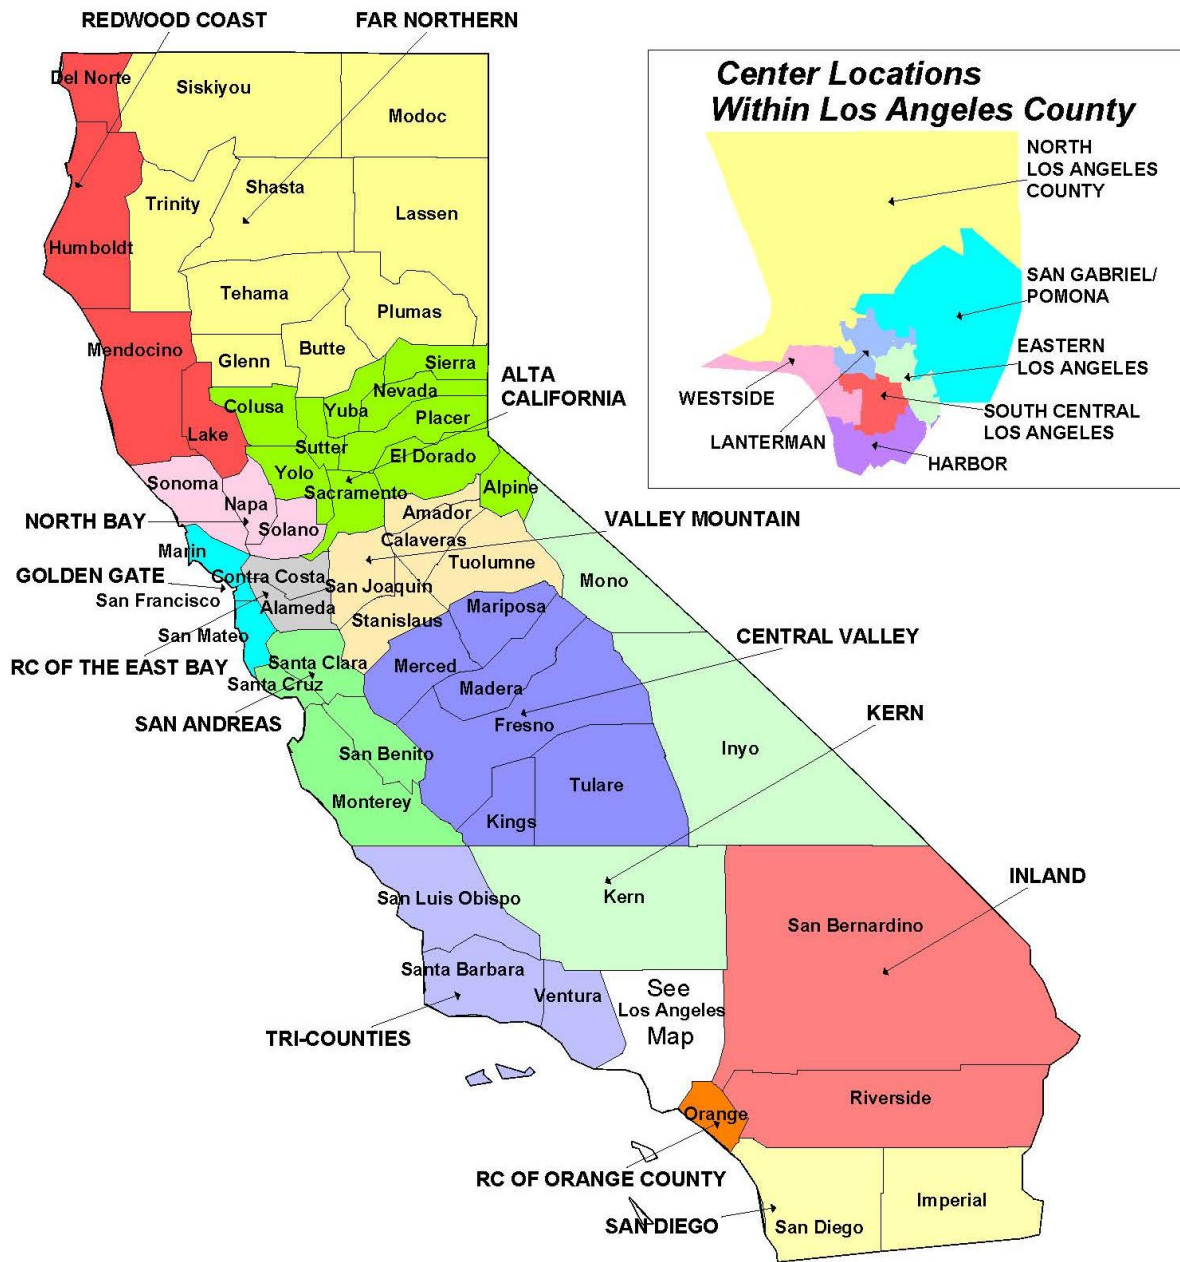 REDWOOD COAST
FAR NORTHERN
Del Norte
Siskiyou
Modoc
Trinity
Shasta
Lassen
Humboldt
Tehama
Plumas
Mendocino
Glenn
Butte
Sierra
ALTA
CALIFORNIA
Colusa
Yuba
Nevada
Placer
Lake
Sutter
El Dorado
Yolo
Sacramento
Alpine
Sonoma
Napa
Solano
Amador
NORTH BAY
VALLEY MOUNTAIN
Marin
Calaveras
Tuolumne
Mono
GOLDEN GATE
Contra Costa
San Joaquin
San Francisco
Alameda
Stanislaus
Mariposa
San Mateo
CENTRAL VALLEY
RC OF THE EAST BAY
Santa Clara
Merced
Santa Cruz
Madera
SAN ANDREAS
Fresno
KERN
San Benito
Inyo
Monterey
Kings
Tulare
San Luis Obispo
Kern
INLAND
San Bernardino
Santa Barbara
Ventura
See
Los Angeles
Map
TRI-COUNTIES
Orange
Riverside
RC OF ORANGE COUNTY
SAN DIEGO
San Diego
Imperial
Center Locations
Within Los Angeles County
NORTH
LOS ANGELES
COUNTY
SAN GABRIEL/
POMONA
EASTERN
LOS ANGELES
WESTSIDE
SOUTH CENTRAL
LOS ANGELES
LANTERMAN
HARBOR